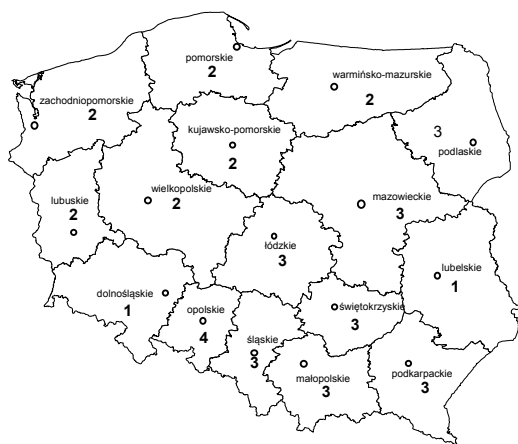 pomorskie
2
warmińsko-mazurskie
2
zachodniopomorskie
2
kujawsko-pomorskie
2
3
podlaskie
lubuskie
2
wielkopolskie
2
mazowieckie
3
łódzkie
3
lubelskie
1
dolnośląskie
1
opolskie
4
świętokrzyskie
3
śląskie
3
małopolskie
3
podkarpackie
3